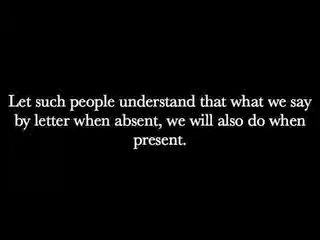 Let such people understand that what we say
by letter when absent, we will also do when
present.